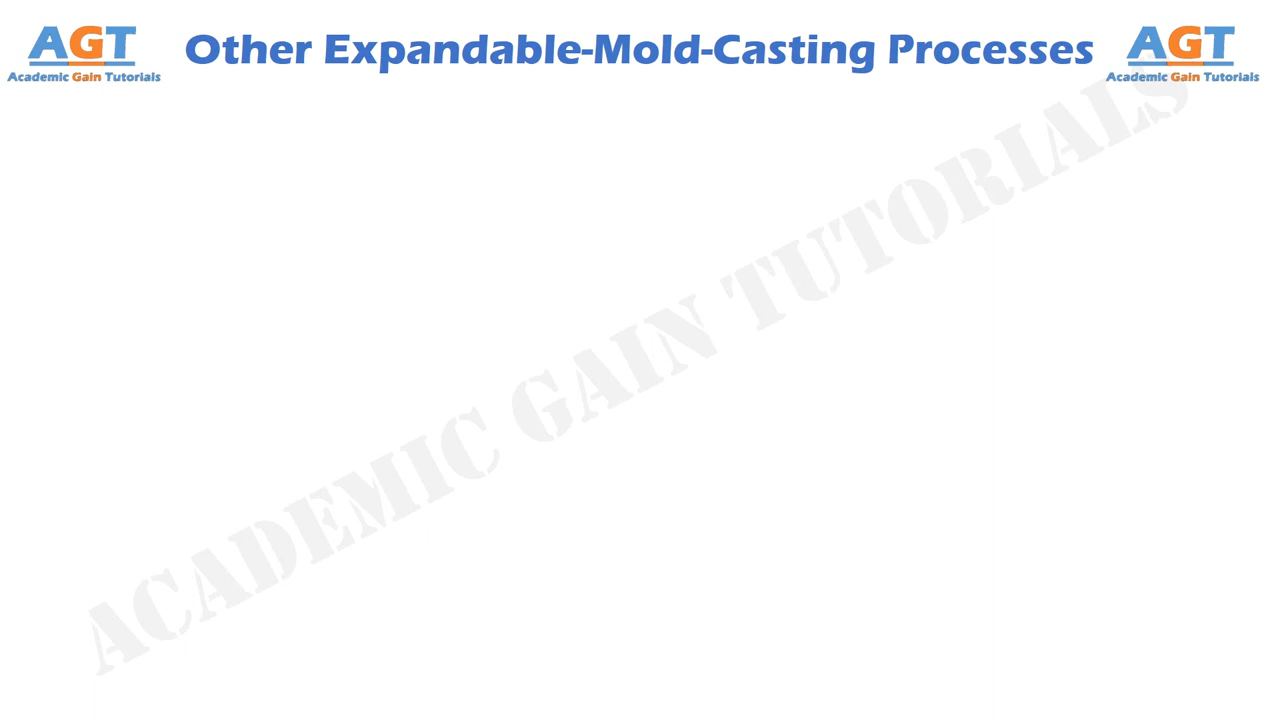 AGT
Academic Gain Tutorials
Other Expandable-Mold-Casting Processes
AGT
Academic Gain Tutorials
ACADEMIC GAIN TUTORIALS